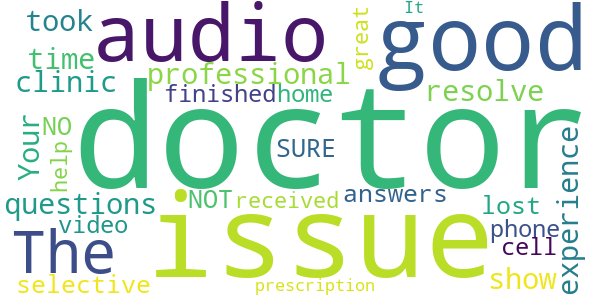 It
took
audio
great
good
time
clinic
professional
finished
home
resolve
doctor
Your
NO
help
SURE
experience
questions
NOT
received
answers
lost
video
issue
phone
The
cell
selective
prescription
show